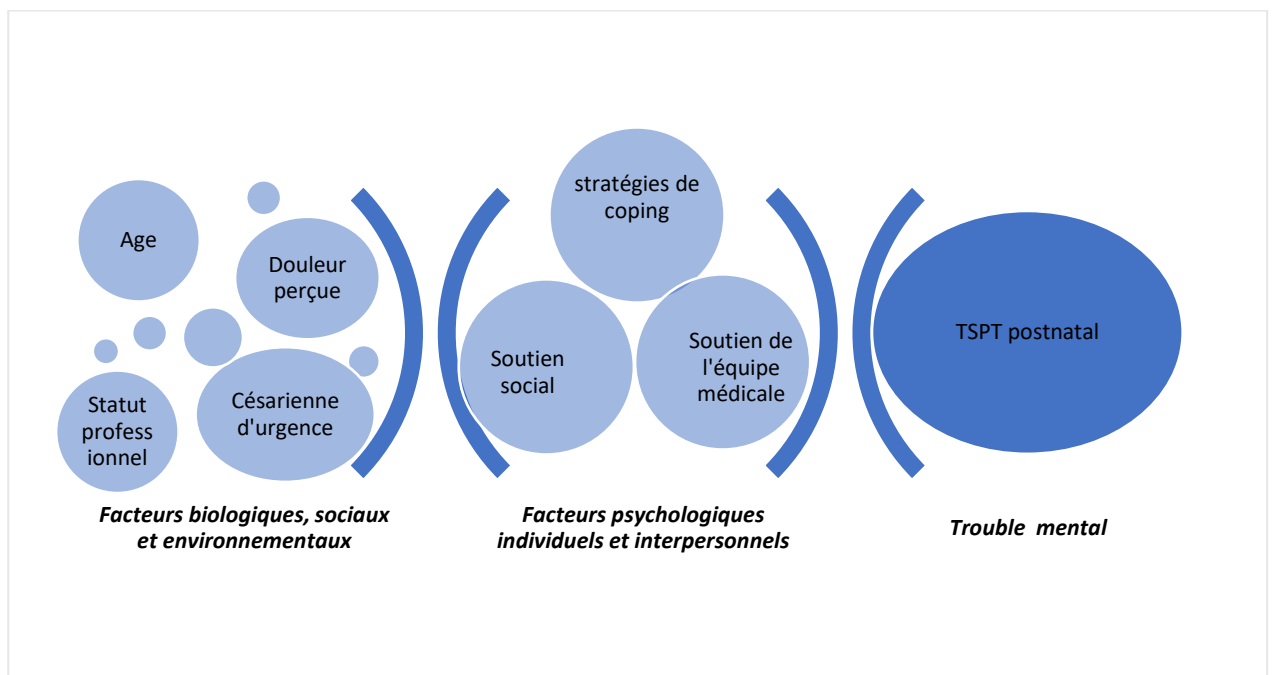 Age
Douleur
perçue
Statut
profess
ionnel
Césarienne
d'urgence
Facteurs biologiques, sociaux
et environnementaux
stratégies de
coping
Soutien
social
Soutien de
l'équipe
médicale
Facteurs psychologiques
individuels et interpersonnels
TSPT postnatal
Trouble mental